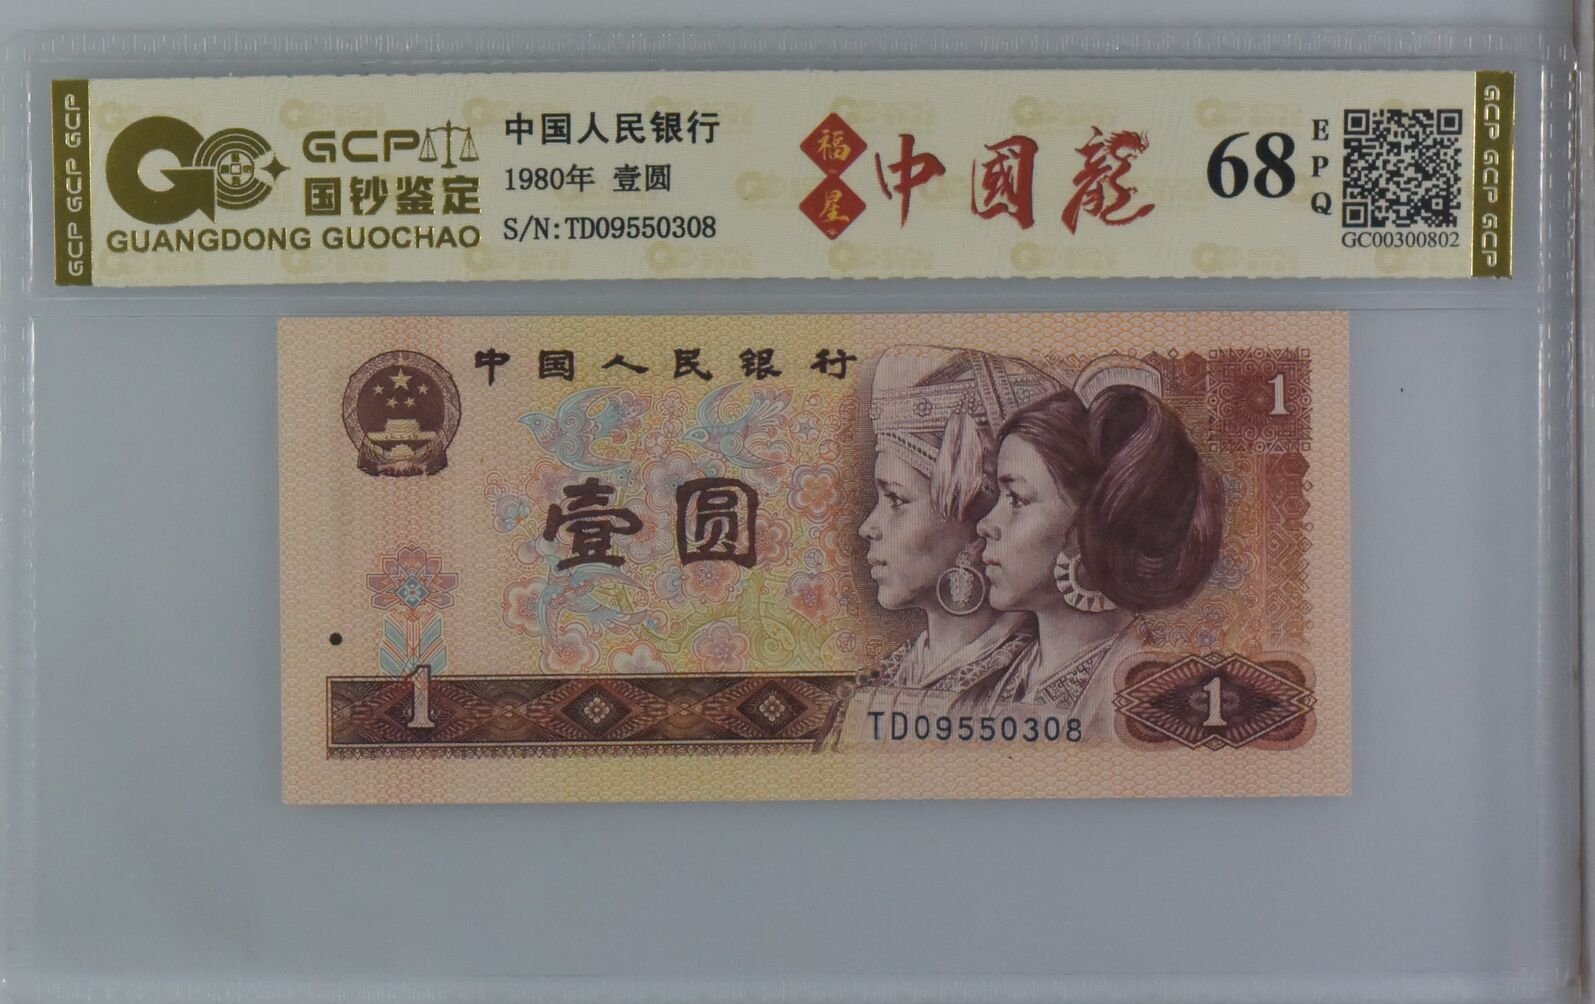 GCP GCP GCP
GCP
国钞鉴定
GUANGDONG GUOCHAO
中国人民银行
1980年 壹圆
S/N:TD09550308
福星
中國龍
68
EPQ
GC00300802
GCP GCP GCP
中国人民银行
1
壹圆
1
1
TD09550308